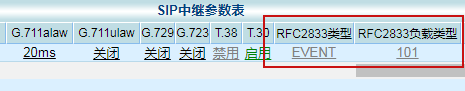 SIP中继参数表
G.711alaw G.711ulaw G.729 G.723 T.38 T.30 RFC2833类型 RFC2833负载类型
20ms 关闭 关闭 关闭 禁用 启用 EVENT 101